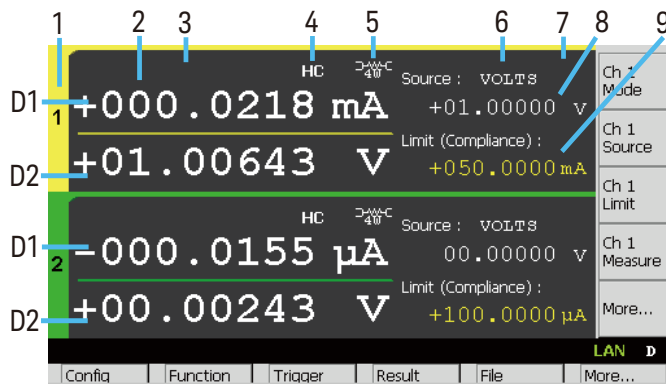 1 2 3 4 5 6 7 8 9
HC 4W Source : VOLTS
D1 1 +000.0218 mA +01.00000 V
Limit (Compliance) :
D2 +01.00643 V +050.0000 mA
HC 4W Source : VOLTS
D1 2 -000.0155 µA 00.00000 V
Limit (Compliance) :
D2 +00.00243 V +100.0000 µA
Ch 1
Mode
Ch 1
Source
Ch 1
Limit
Ch 1
Measure
More...
LAN D
Config Function Trigger Result File More...